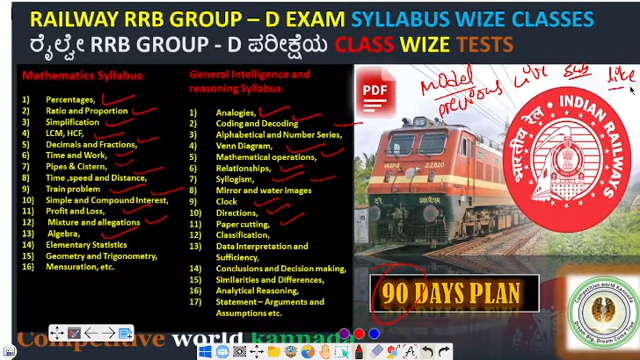 RAILWAY RRB GROUP – D EXAM SYLLABUS WIZE CLASSES
ರೈಲ್ವೇ RRB GROUP - D ಪರೀಕ್ಷೆಯ CLASS WIZE TESTS
Mathematics Syllabus:
1) Percentages,
2) Ratio and Proportion
3) Simplification
4) LCM, HCF,
5) Decimals and Fractions,
6) Time and Work,
7) Pipes & Cistern,
8) Time ,speed and Distance,
9) Train problem
10) Simple and Compound Interest,
11) Profit and Loss,
12) Mixture and allegations
13) Algebra,
14) Elementary Statistics
15) Geometry and Trigonometry,
16) Mensuration, etc.
General Intelligence and
reasoning Syllabus:
1) Analogies,
2) Coding and Decoding
3) Alphabetical and Number Series,
4) Venn Diagram,
5) Mathematical operations,
6) Relationships,
7) Syllogism,
8) Mirror and water images
9) Clock
10) Directions,
11) Paper cutting,
12) Classification,
13) Data Interpretation and
Sufficiency,
14) Conclusions and Decision making,
15) Similarities and Differences,
16) Analytical Reasoning,
17) Statement – Arguments and
Assumptions etc.
PDF
model
previous
Live
sub
like
WAP4 22820
भारतीय रेल INDIAN RAILWAYS
90 DAYS PLAN
Competitive world kannada